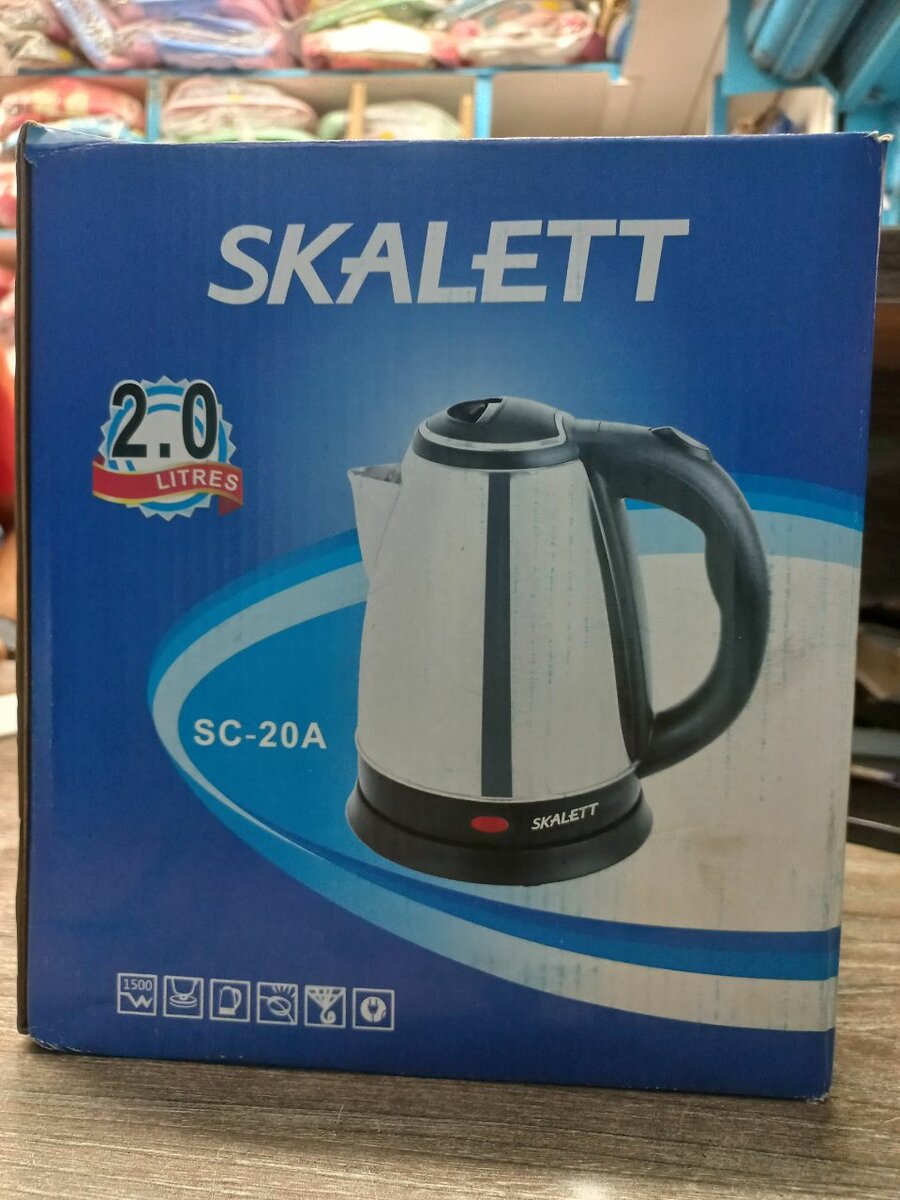 SKALETT
2.0
LITRES
SC-20A
SKALETT
1500
W